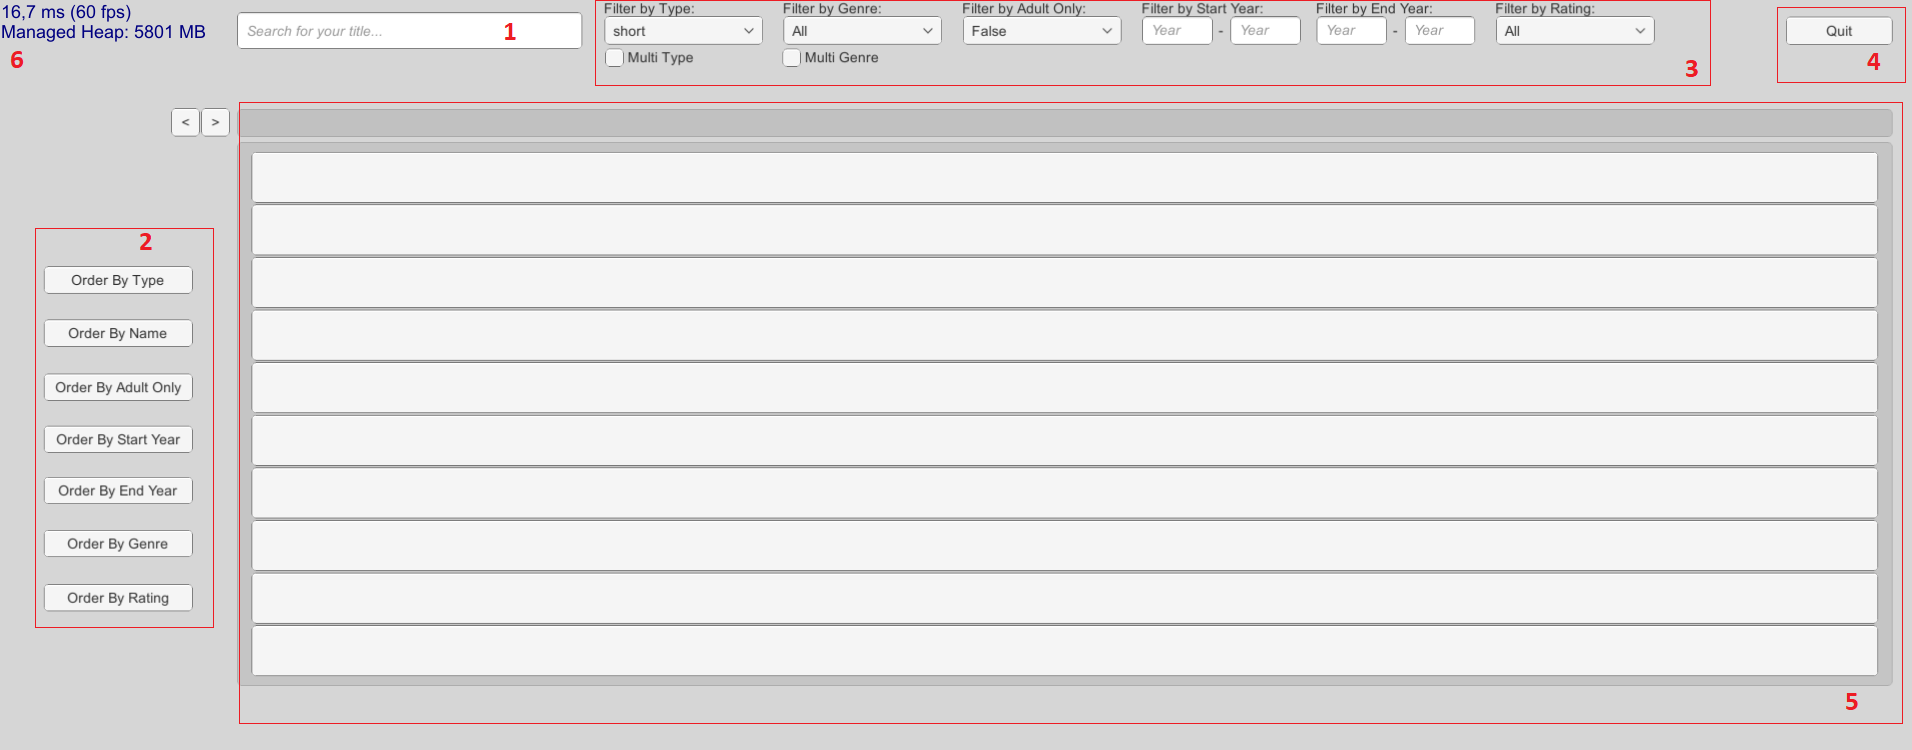 16,7 ms (60 fps)
Managed Heap: 5801 MB
6
Search for your title...
1
Filter by Type:
Filter by Genre:
Filter by Adult Only:
Filter by Start Year:
Filter by End Year:
Filter by Rating:
short
All
False
Year - Year
Year - Year
All
Multi Type
Multi Genre
3
Quit
4
< >
2
Order By Type
Order By Name
Order By Adult Only
Order By Start Year
Order By End Year
Order By Genre
Order By Rating
5